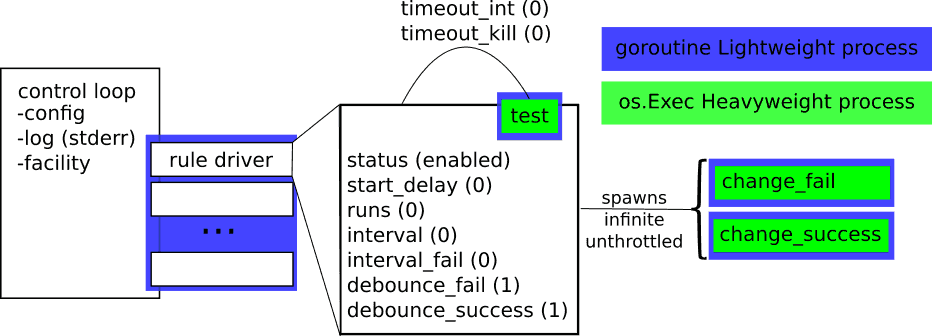 timeout_int (0)
timeout_kill (0)
goroutine Lightweight process
os.Exec Heavyweight process
control loop
-config
-log (stderr)
-facility
rule driver
...
test
status (enabled)
start_delay (0)
runs (0)
interval (0)
interval_fail (0)
debounce_fail (1)
debounce_success (1)
spawns
infinite
unthrottled
change_fail
change_success